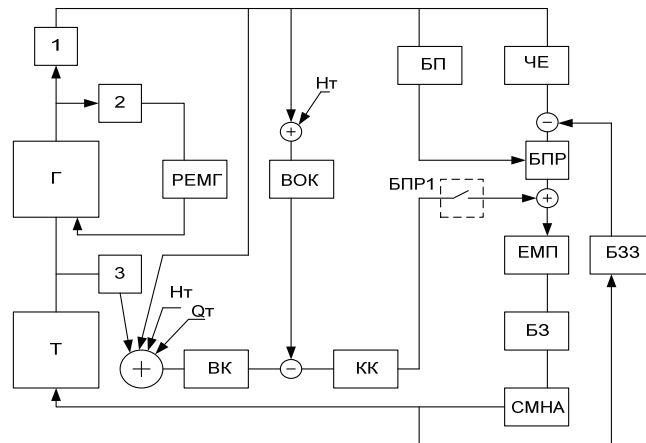 1
БП
ЧЕ
Нт
2
+
−
БПР
Г
РЕМГ
ВОК
БПР1
+
ЕМП
БЗЗ
3
Нт
Qт
Т
+
ВК
−
КК
БЗ
СМНА